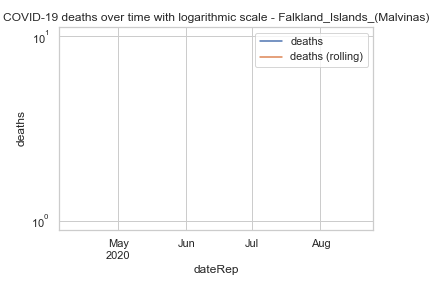 COVID-19 deaths over time with logarithmic scale - Falkland_Islands_(Malvinas)
deaths
deaths (rolling)
10¹
deaths
10⁰
May
2020
Jun
Jul
Aug
dateRep